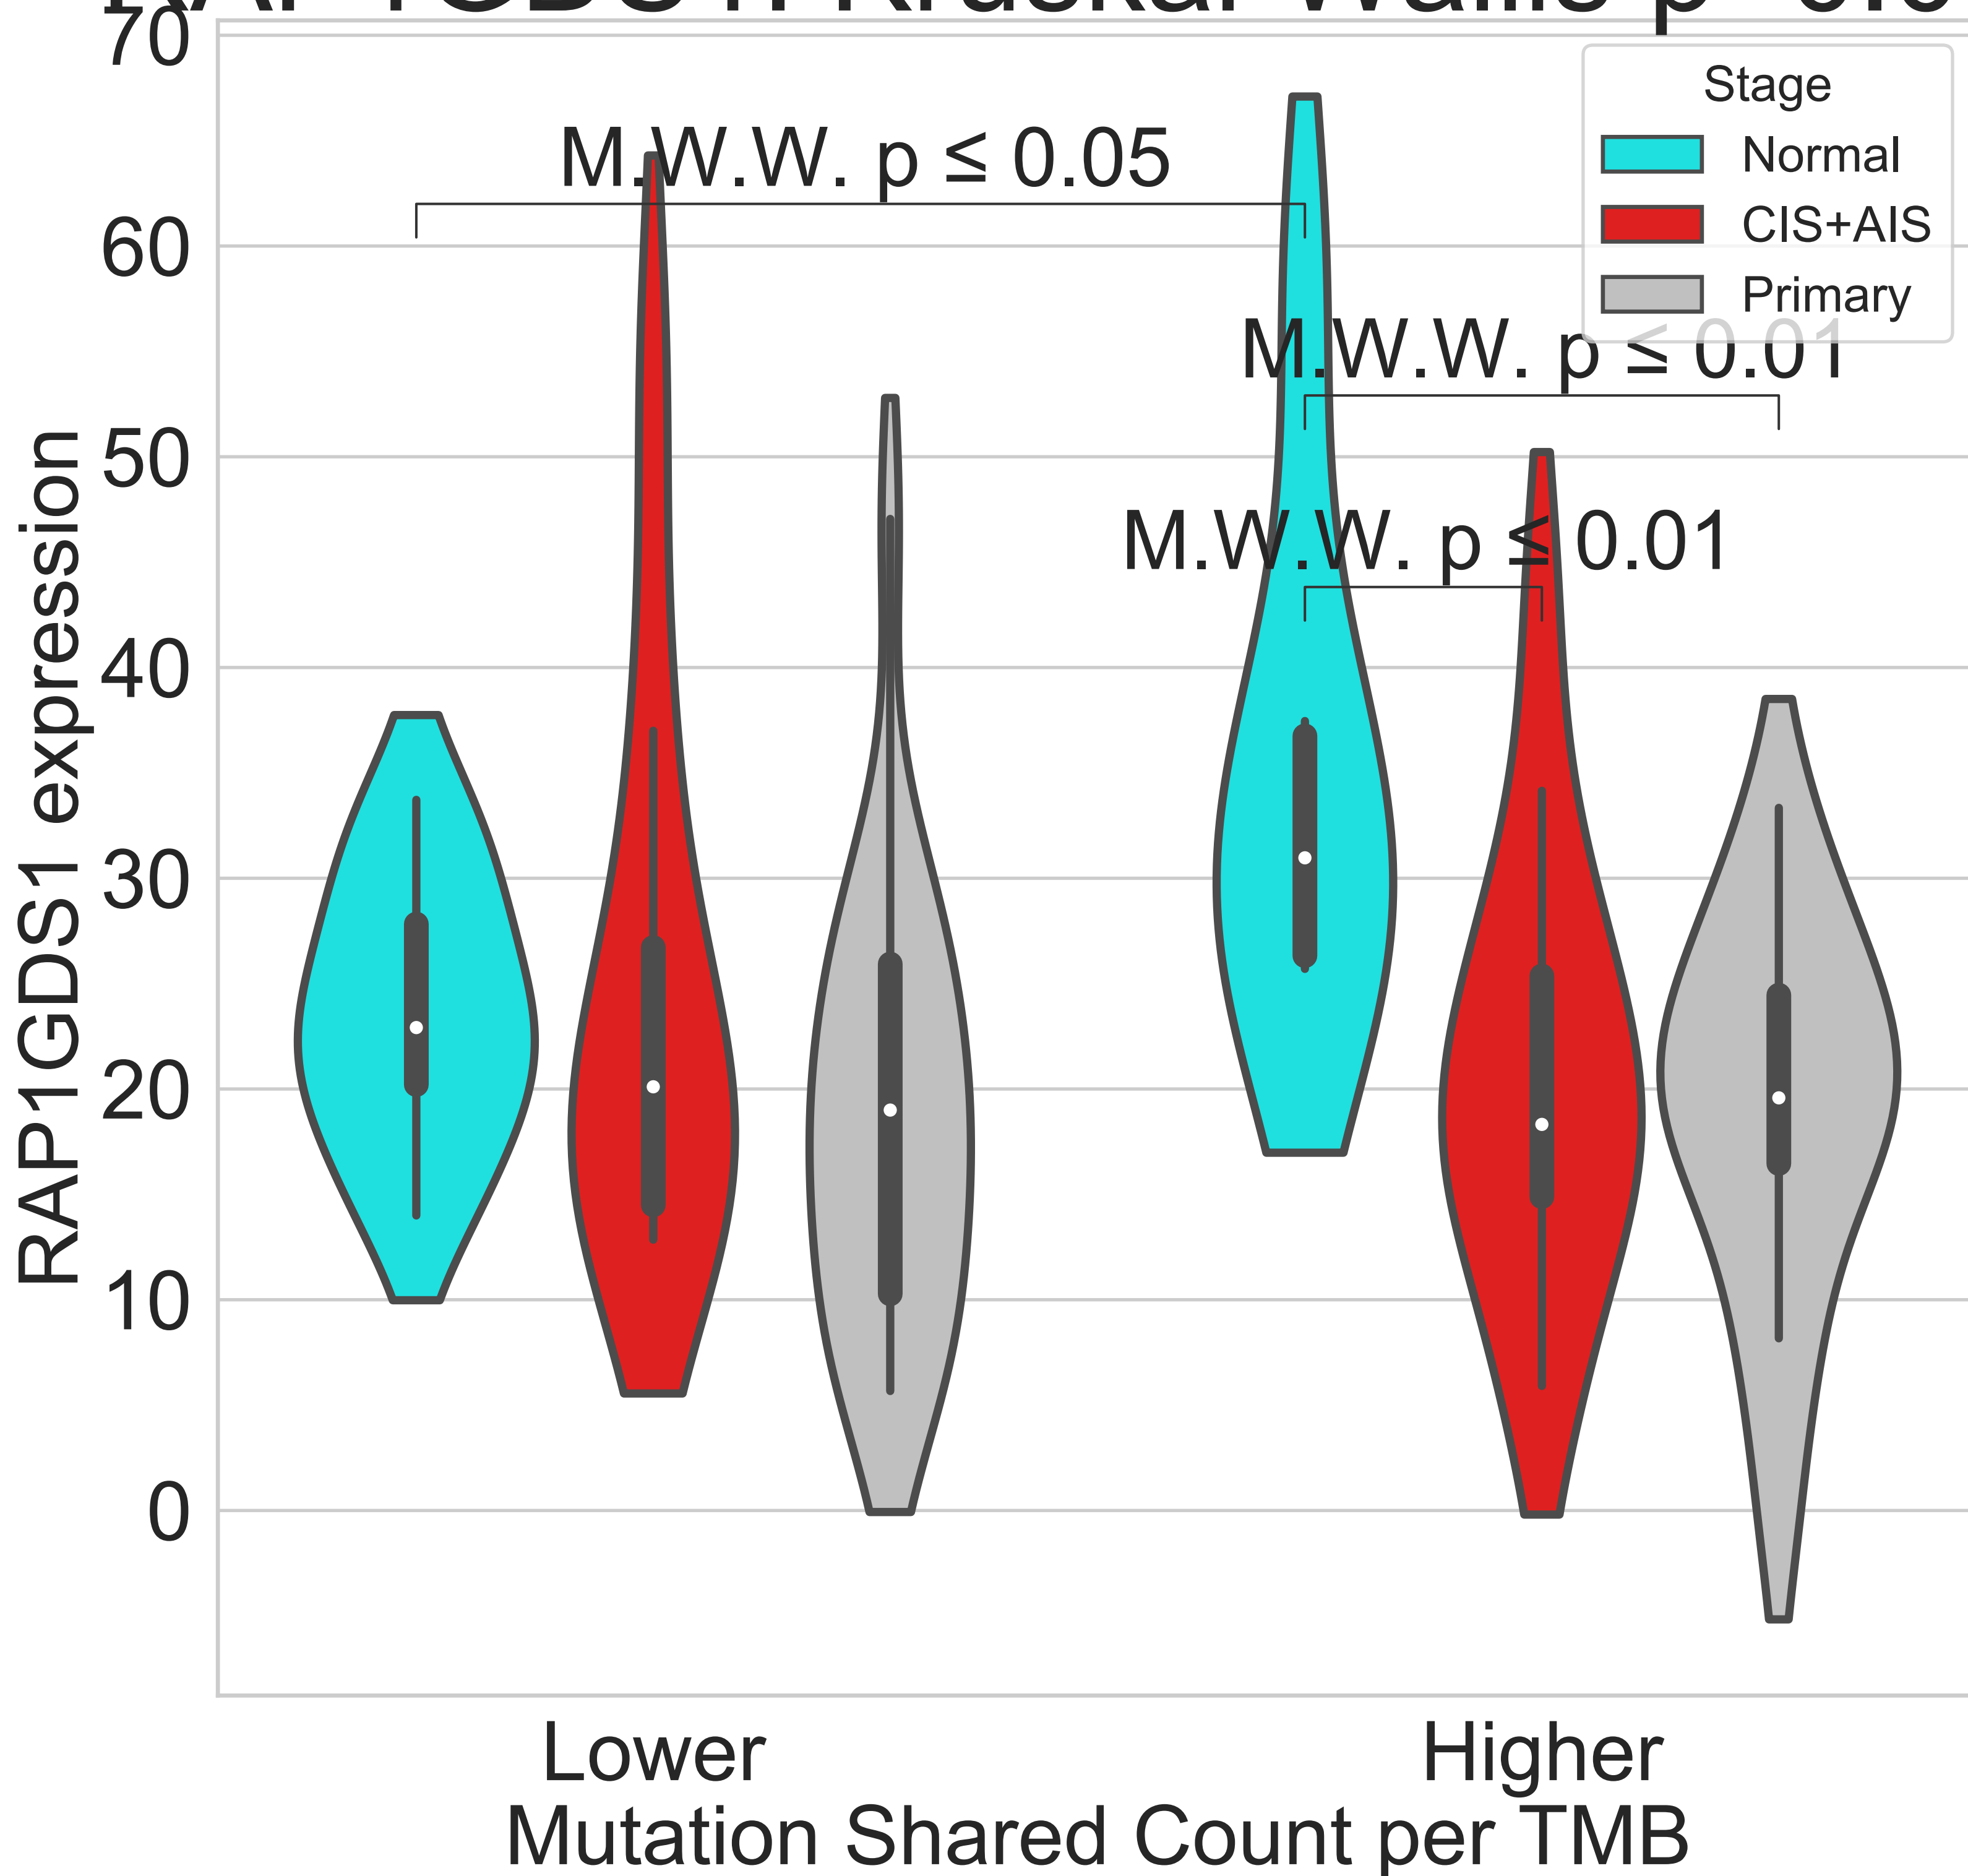 70
60
50
40
30
20
10
0
RAP1GDS1 expression
M.W.W. p ≤ 0.05
M.W.W. p ≤ 0.01
M.W.W. p ≤ 0.01
Stage
Normal
CIS+AIS
Primary
Lower
Higher
Mutation Shared Count per TMB